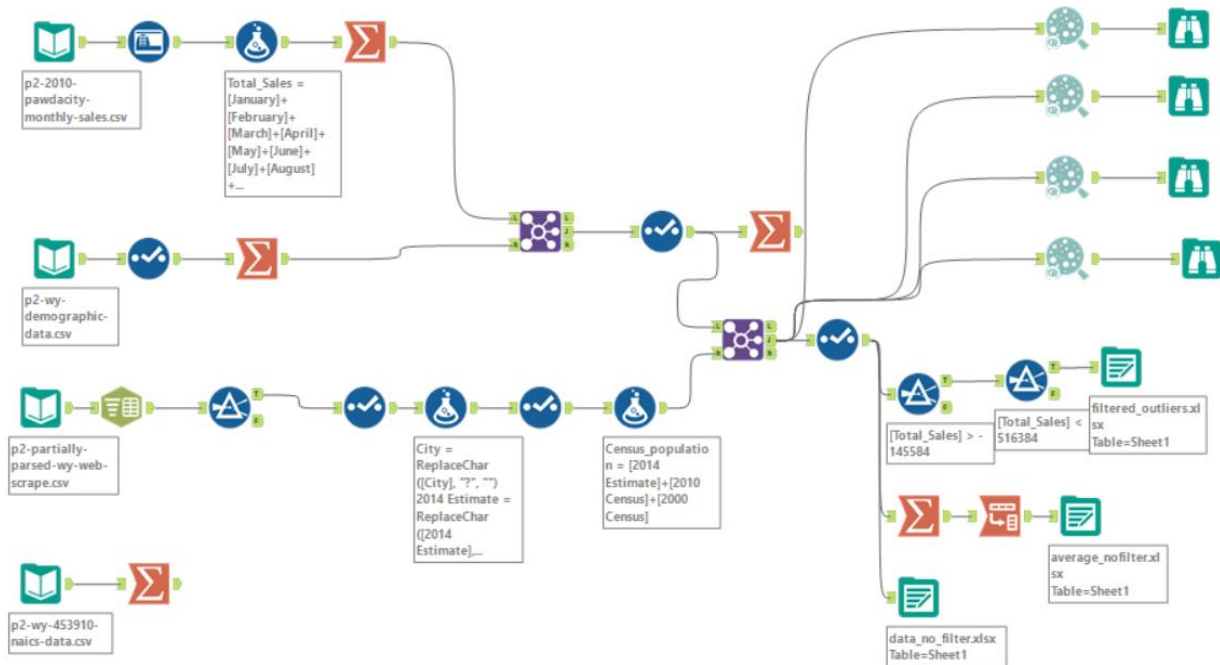 p2-2010-
pawdacity-
monthly-sales.csv
Total_Sales =
[January]+
[February]+
[March]+[April]+
[May]+[June]+
[July]+[August]
+...
L
R
L
J
R
p2-wy-
demographic-
data.csv
L
R
L
J
R
T
F
p2-partially-
parsed-wy-web-
scrape.csv
City =
ReplaceChar
([City], "?", "")
2014 Estimate =
ReplaceChar
([2014
Estimate],...
Census_populatio
n = [2014
Estimate]+[2010
Census]+[2000
Census]
T
F
[Total_Sales] > -
145584
T
F
[Total_Sales] <
516384
filtered_outliers.xl
sx
Table=Sheet1
average_nofilter.xl
sx
Table=Sheet1
p2-wy-453910-
naics-data.csv
data_no_filter.xlsx
Table=Sheet1